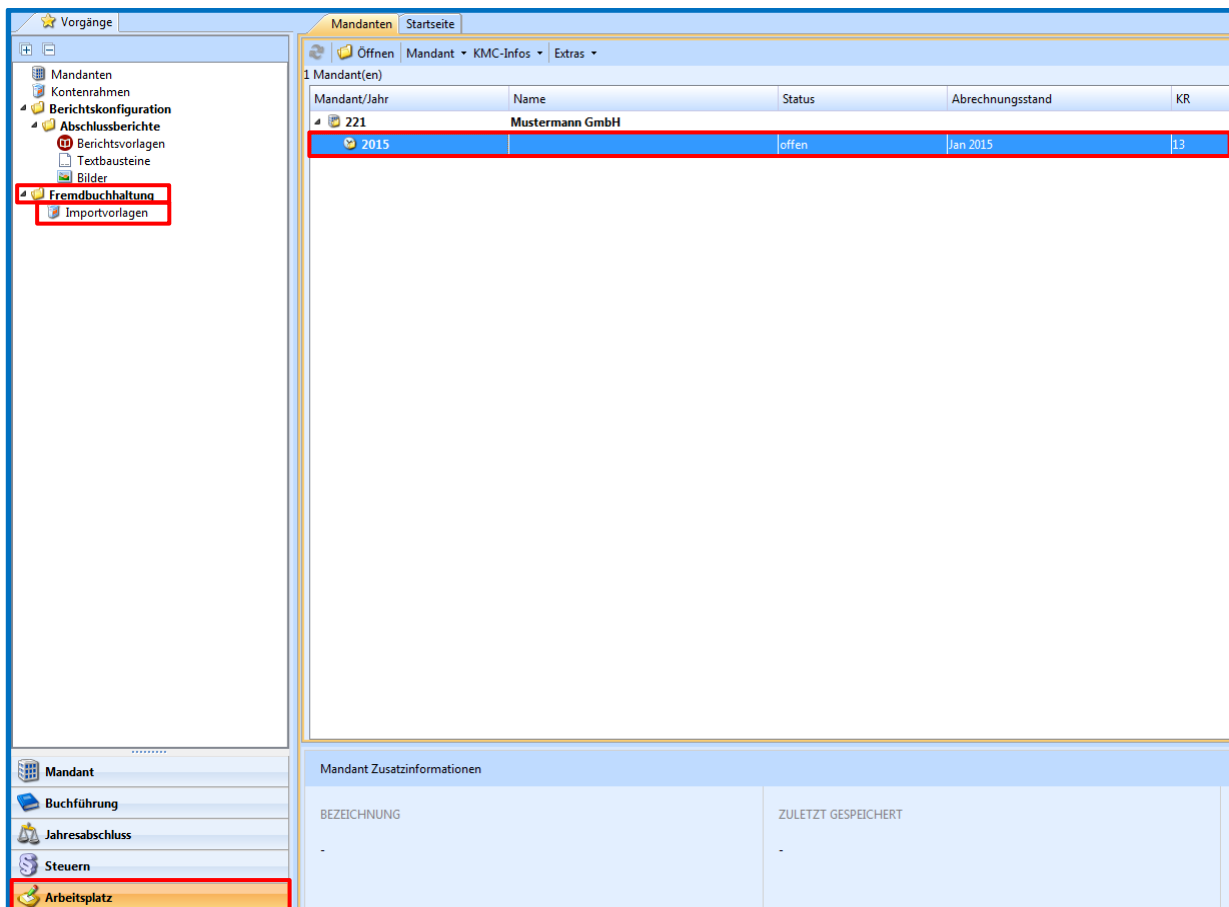 Vorgänge
Mandanten
Kontenrahmen
Berichtskonfiguration
Abschlussberichte
Berichtsvorlagen
Textbausteine
Bilder
Fremdbuchhaltung
Importvorlagen
Mandant
Buchführung
Jahresabschluss
Steuern
Arbeitsplatz
Mandanten Startseite
Öffnen Mandant KMC-Infos Extras
1 Mandant(en)
Mandant/Jahr Name Status Abrechnungsstand KR
221 Mustermann GmbH
2015 offen Jan 2015 13
Mandant Zusatzinformationen
BEZEICHNUNG ZULETZT GESPEICHERT
- -